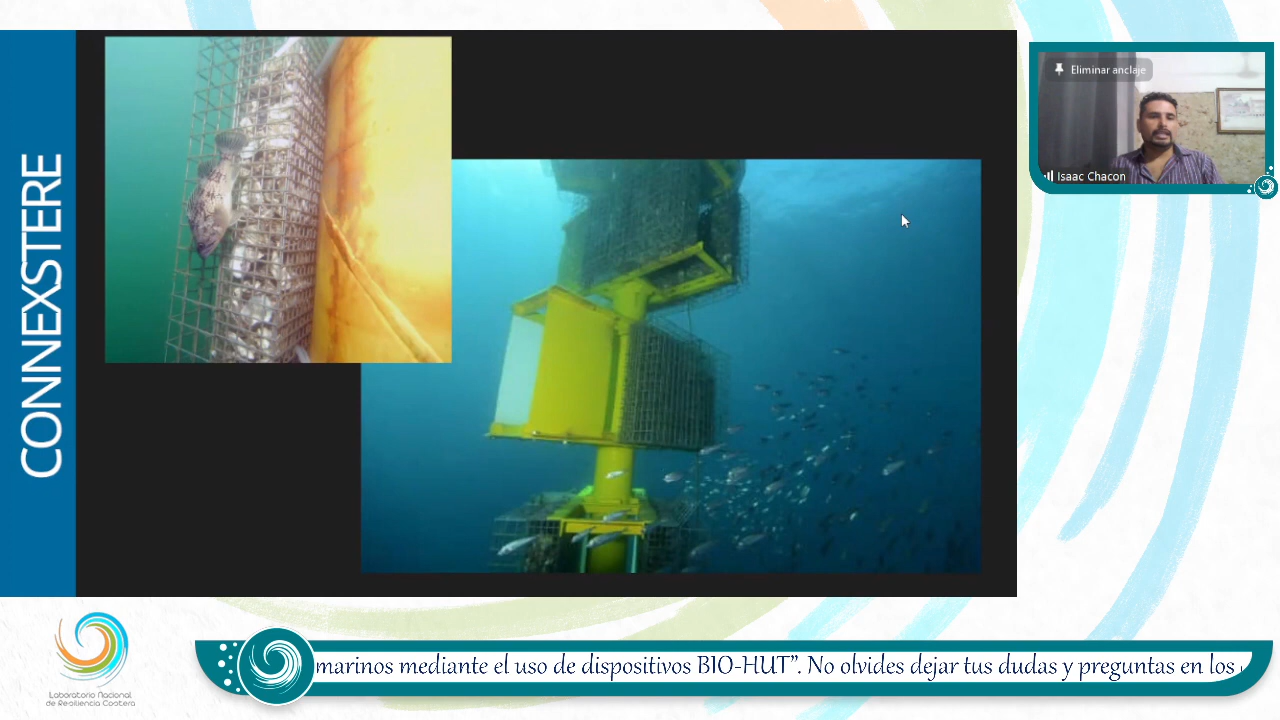 CONNEXSTERE
Eliminar anclaje
Isaac Chacon
Laboratorio Nacional
de Resiliencia Costera
marinos mediante el uso de dispositivos BIO-HUT”. No olvides dejar tus dudas y preguntas en los